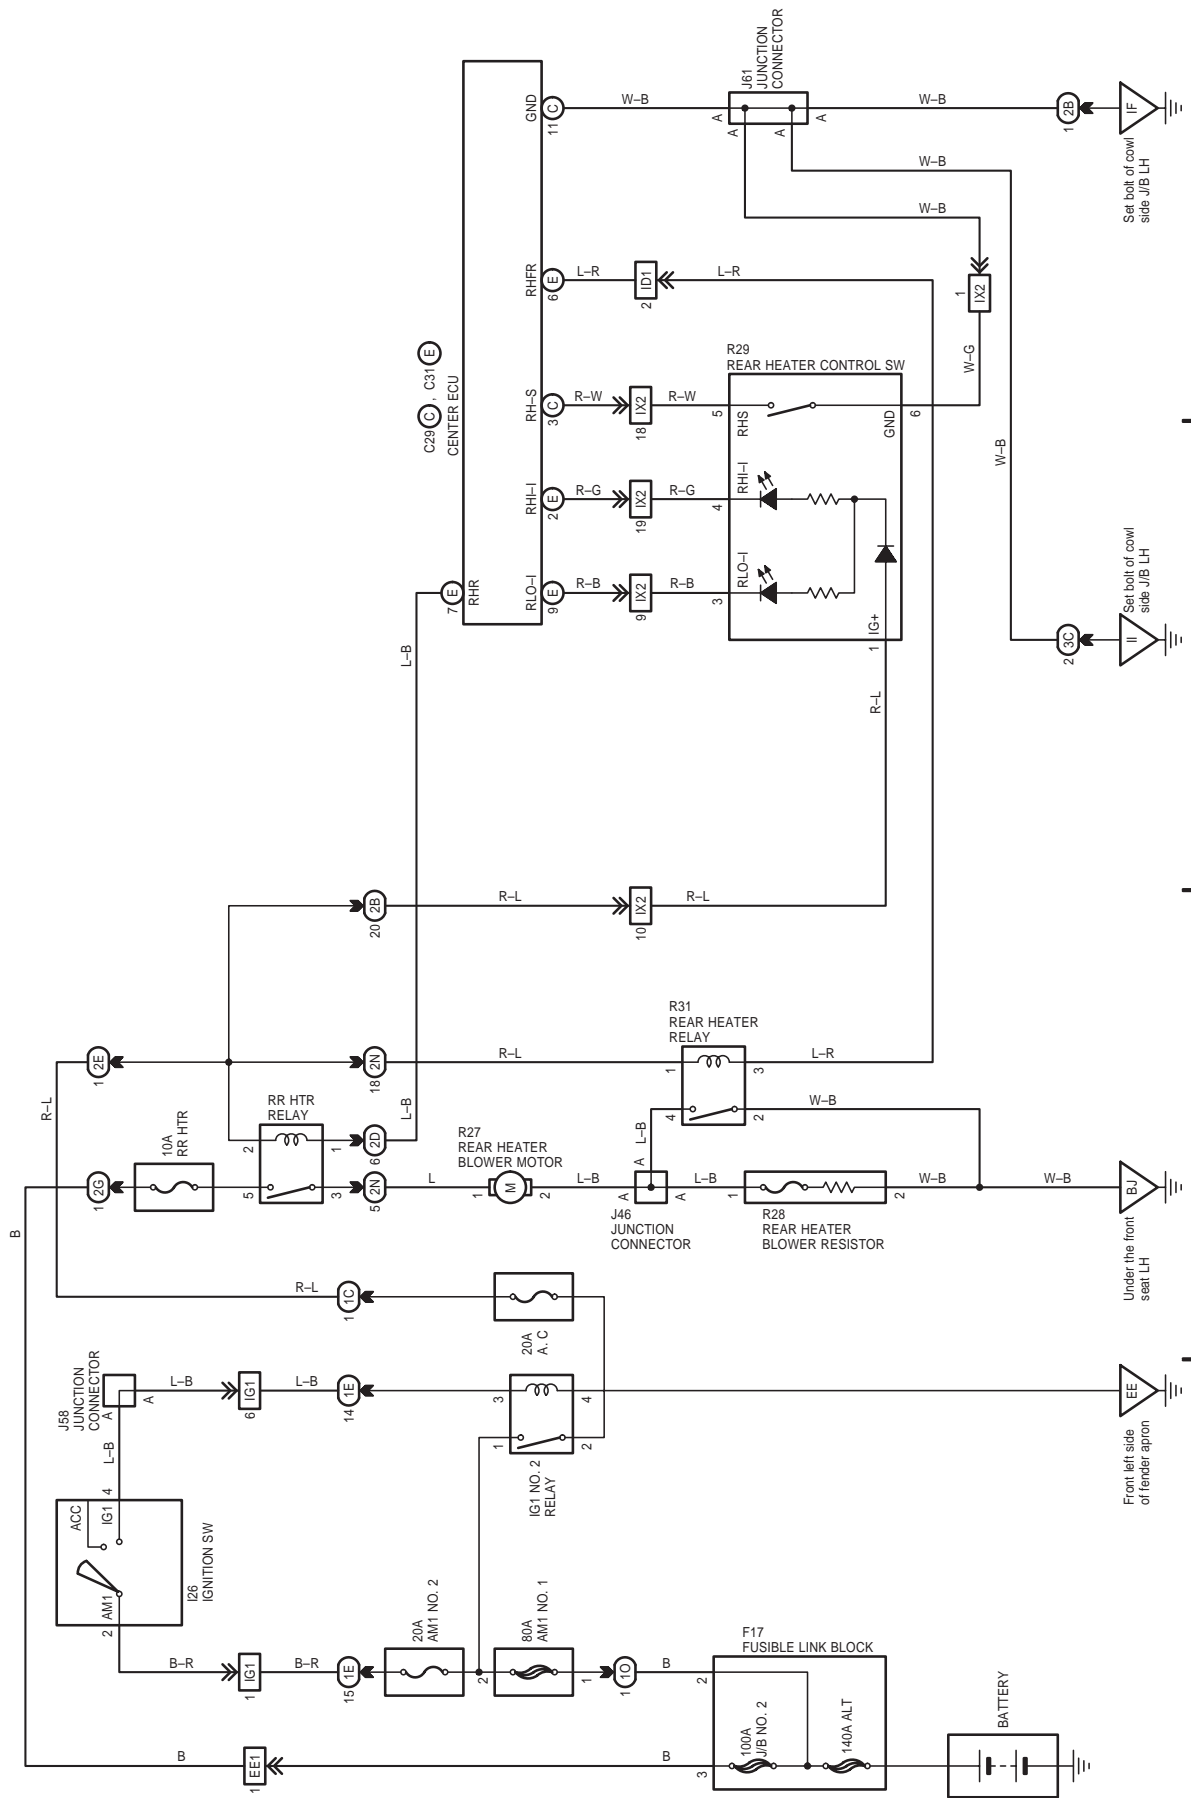 J61
JUNCTION
CONNECTOR
GND
11
C
W–B
A
A
A
A
W–B
1
2B
IF
Set bolt of cowl
side J/B LH
W–B
W–B
RHFR
6
E
L–R
2
ID1
L–R
1
IX2
W–G
C29 C , C31 E
CENTER ECU
RH–S
3
C
R–W
18
IX2
R–W
R29
REAR HEATER CONTROL SW
5
RHS
GND
6
W–B
RHI–I
2
E
R–G
19
IX2
R–G
4
RHI–I
7
E
RHR
RLO–I
9
E
R–B
9
IX2
R–B
3
RLO–I
1
IG+
2
3C
II
Set bolt of cowl
side J/B LH
L–B
R–L
20
2B
R–L
10
IX2
R–L
R31
REAR HEATER
RELAY
1
2E
18
2N
R–L
1
3
L–R
R–L
10A
RR HTR
RR HTR
RELAY
2
1
6
2D
L–B
4
2
W–B
L–B
1
2G
5
3
5
2N
L
R27
REAR HEATER
BLOWER MOTOR
1
M
2
L–B
A
A
A
J46
JUNCTION
CONNECTOR
L–B
1
R28
REAR HEATER
BLOWER RESISTOR
2
W–B
W–B
BJ
Under the front
seat LH
B
R–L
1
1C
20A
A. C
J58
JUNCTION
CONNECTOR
A
A
L–B
6
IG1
L–B
14
1E
3
4
EE
Front left side
of fender apron
L–B
1
2
IG1 NO. 2
RELAY
ACC
IG1
4
AM1
2
I26
IGNITION SW
B–R
1
IG1
B–R
15
1E
20A
AM1 NO. 2
2
80A
AM1 NO. 1
1
1
1O
B
F17
FUSIBLE LINK BLOCK
2
B
1
EE1
B
3
100A
J/B NO. 2
140A ALT
BATTERY